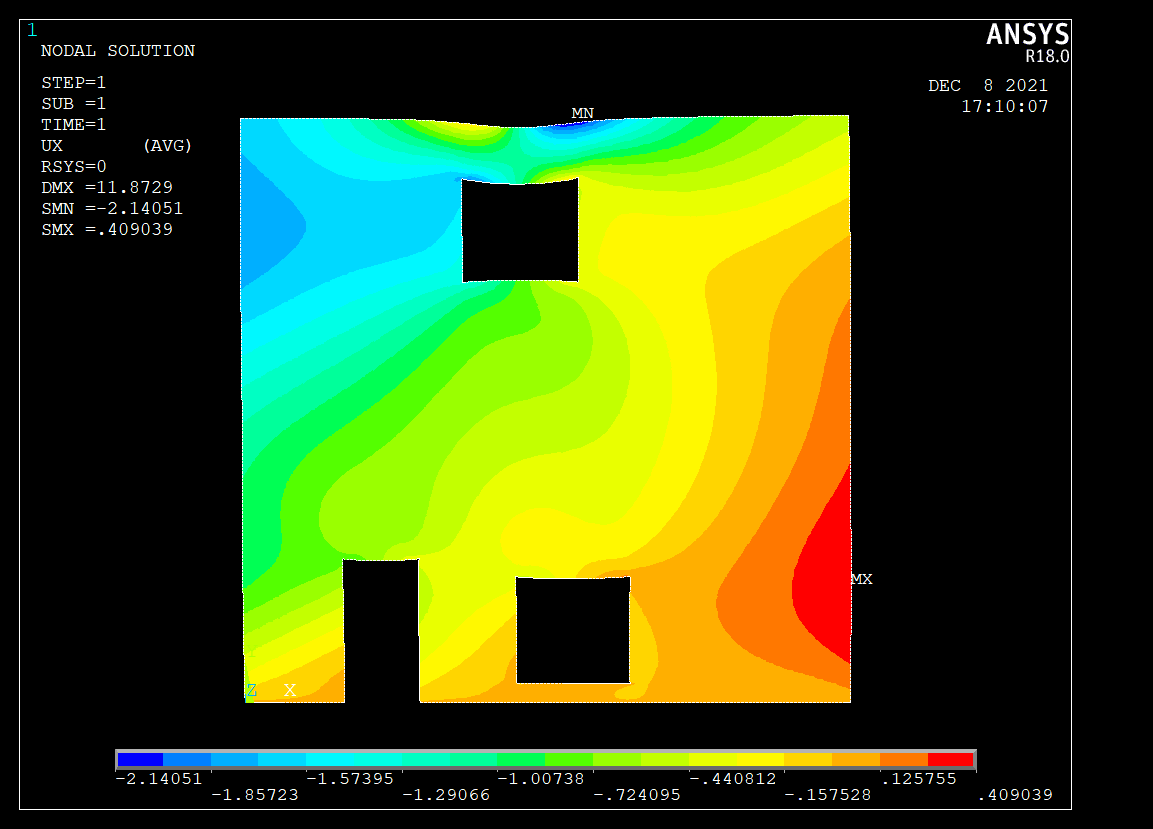 1
NODAL SOLUTION
STEP=1
SUB =1
TIME=1
UX (AVG)
RSYS=0
DMX =11.8729
SMN =-2.14051
SMX =.409039
ANSYS
R18.0
DEC 8 2021
17:10:07
MN
MX
Z X
-2.14051 -1.57395 -1.00738 -.440812 .125755
-1.85723 -1.29066 -.724095 -.157528 .409039